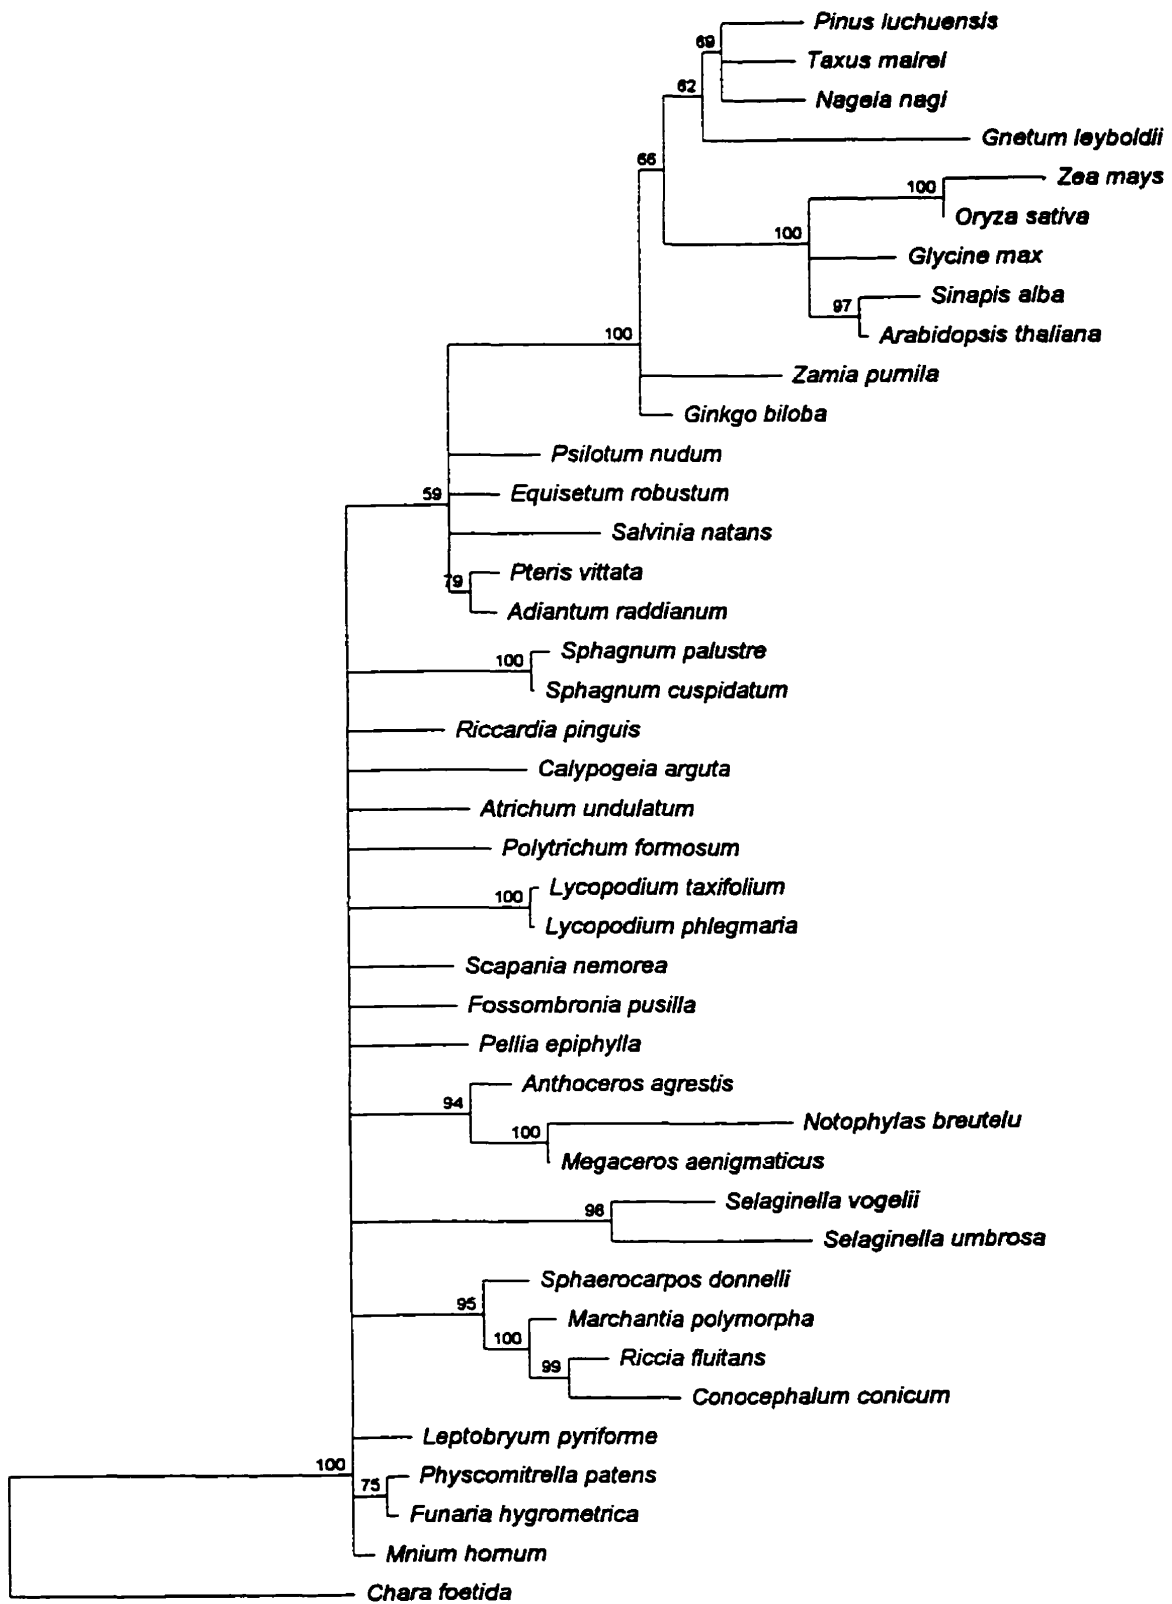 Pinus luchuensis
69
Taxus mairei
62
Nageia nagi
Gnetum leyboldii
66
Zea mays
100
Oryza sativa
100
Glycine max
Sinapis alba
97
Arabidopsis thaliana
100
Zamia pumila
Ginkgo biloba
Psilotum nudum
59
Equisetum robustum
Salvinia natans
79
Pteris vittata
Adiantum raddianum
Sphagnum palustre
100
Sphagnum cuspidatum
Riccardia pinguis
Calypogeia arguta
Atrichum undulatum
Polytrichum formosum
Lycopodium taxifolium
100
Lycopodium phlegmaria
Scapania nemorea
Fossombronia pusilla
Pellia epiphylla
Anthoceros agrestis
94
Notophylas breutelu
100
Megaceros aenigmaticus
Selaginella vogelii
96
Selaginella umbrosa
Sphaerocarpos donnelli
95
Marchantia polymorpha
100
Riccia fluitans
99
Conocephalum conicum
Leptobryum pyriforme
100
Physcomitrella patens
75
Funaria hygrometrica
Mnium hornum
Chara foetida